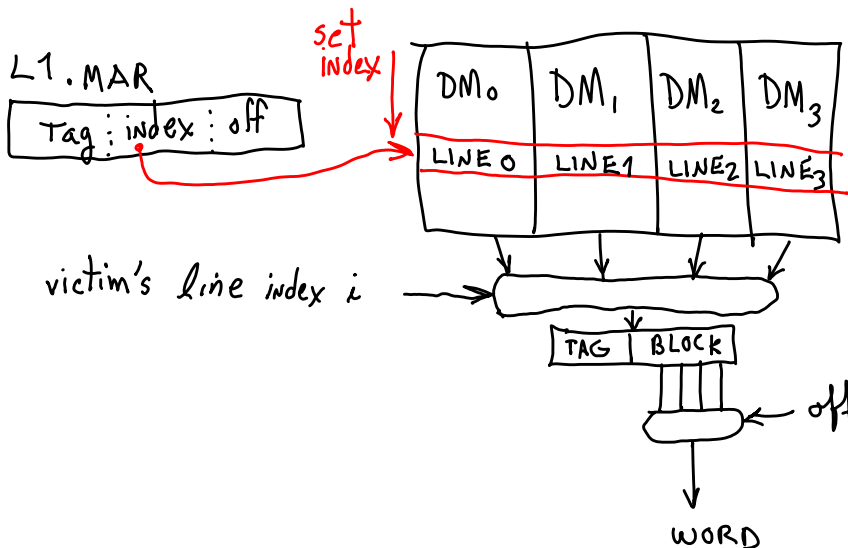 set
index
L1.MAR
Tag index off
DM0 DM1 DM2 DM3
LINE0 LINE1 LINE2 LINE3
victim's line index i
TAG BLOCK
off
WORD